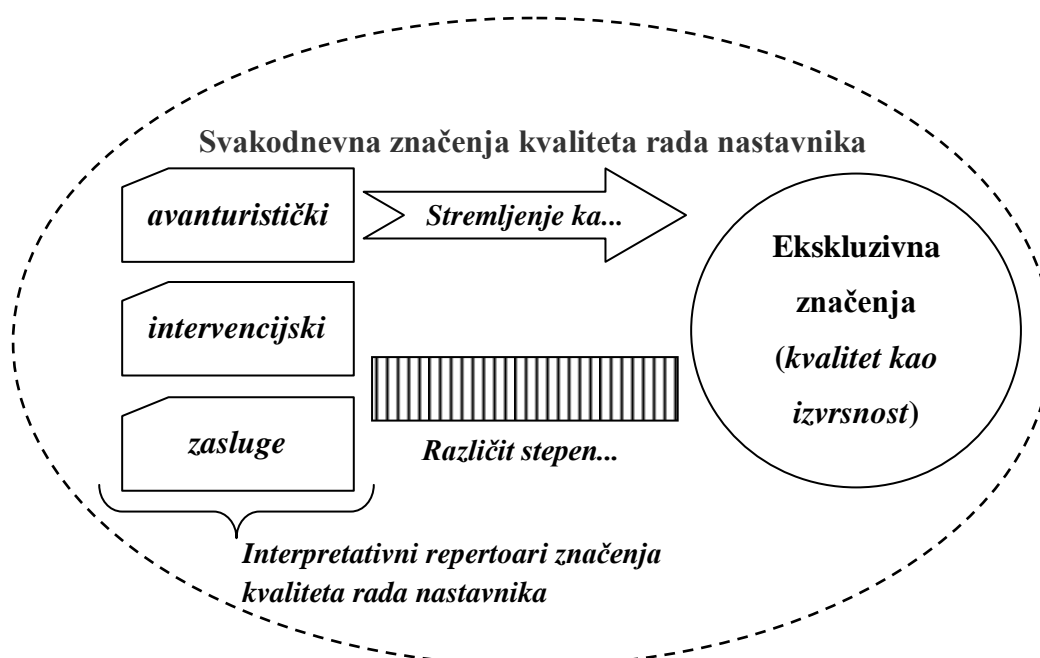 Svakodnevna značenja kvaliteta rada nastavnika
avanturistički
Stremljenje ka...
intervencijski
zasluge
Različit stepen...
Ekskluzivna
značenja
(kvalitet kao
izvrsnost)
Interpretativni repertoari značenja
kvaliteta rada nastavnika